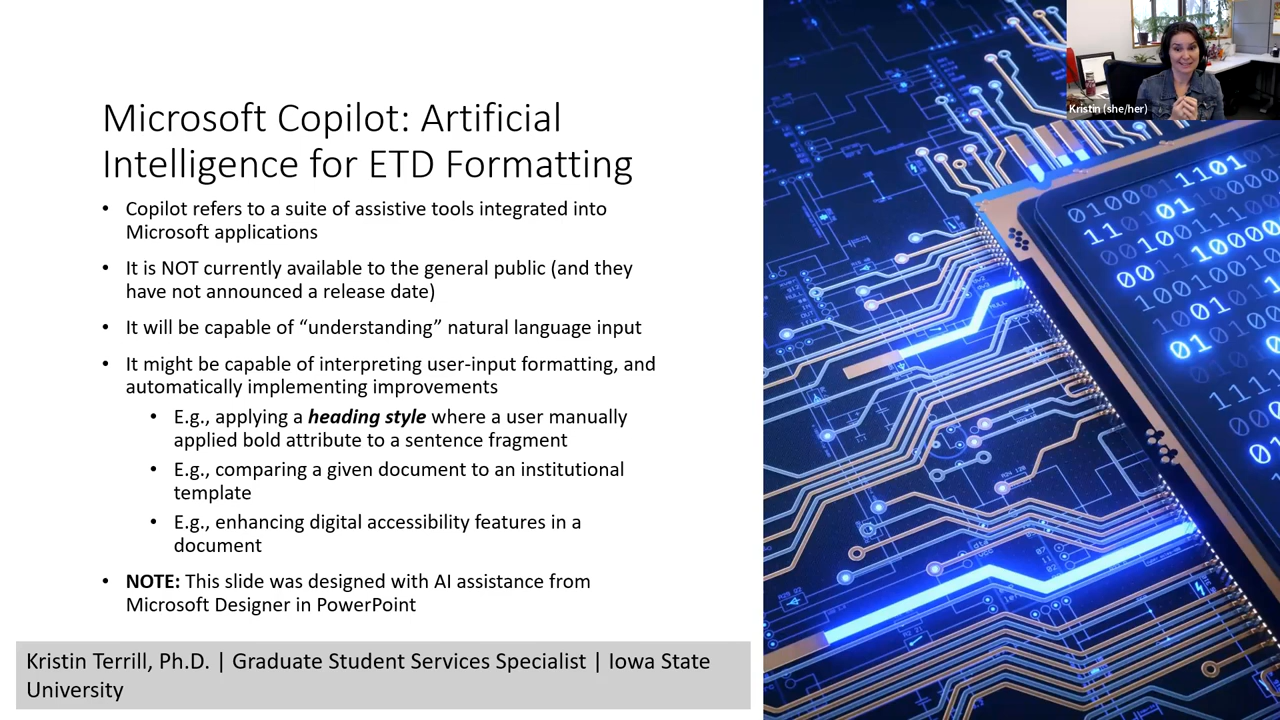 Microsoft Copilot: Artificial
Intelligence for ETD Formatting
• Copilot refers to a suite of assistive tools integrated into
Microsoft applications
• It is NOT currently available to the general public (and they
have not announced a release date)
• It will be capable of “understanding” natural language input
• It might be capable of interpreting user-input formatting, and
automatically implementing improvements
• E.g., applying a heading style where a user manually
applied bold attribute to a sentence fragment
• E.g., comparing a given document to an institutional
template
• E.g., enhancing digital accessibility features in a
document
• NOTE: This slide was designed with AI assistance from
Microsoft Designer in PowerPoint
Kristin Terrill, Ph.D. | Graduate Student Services Specialist | Iowa State
University
Kristin (she/her)